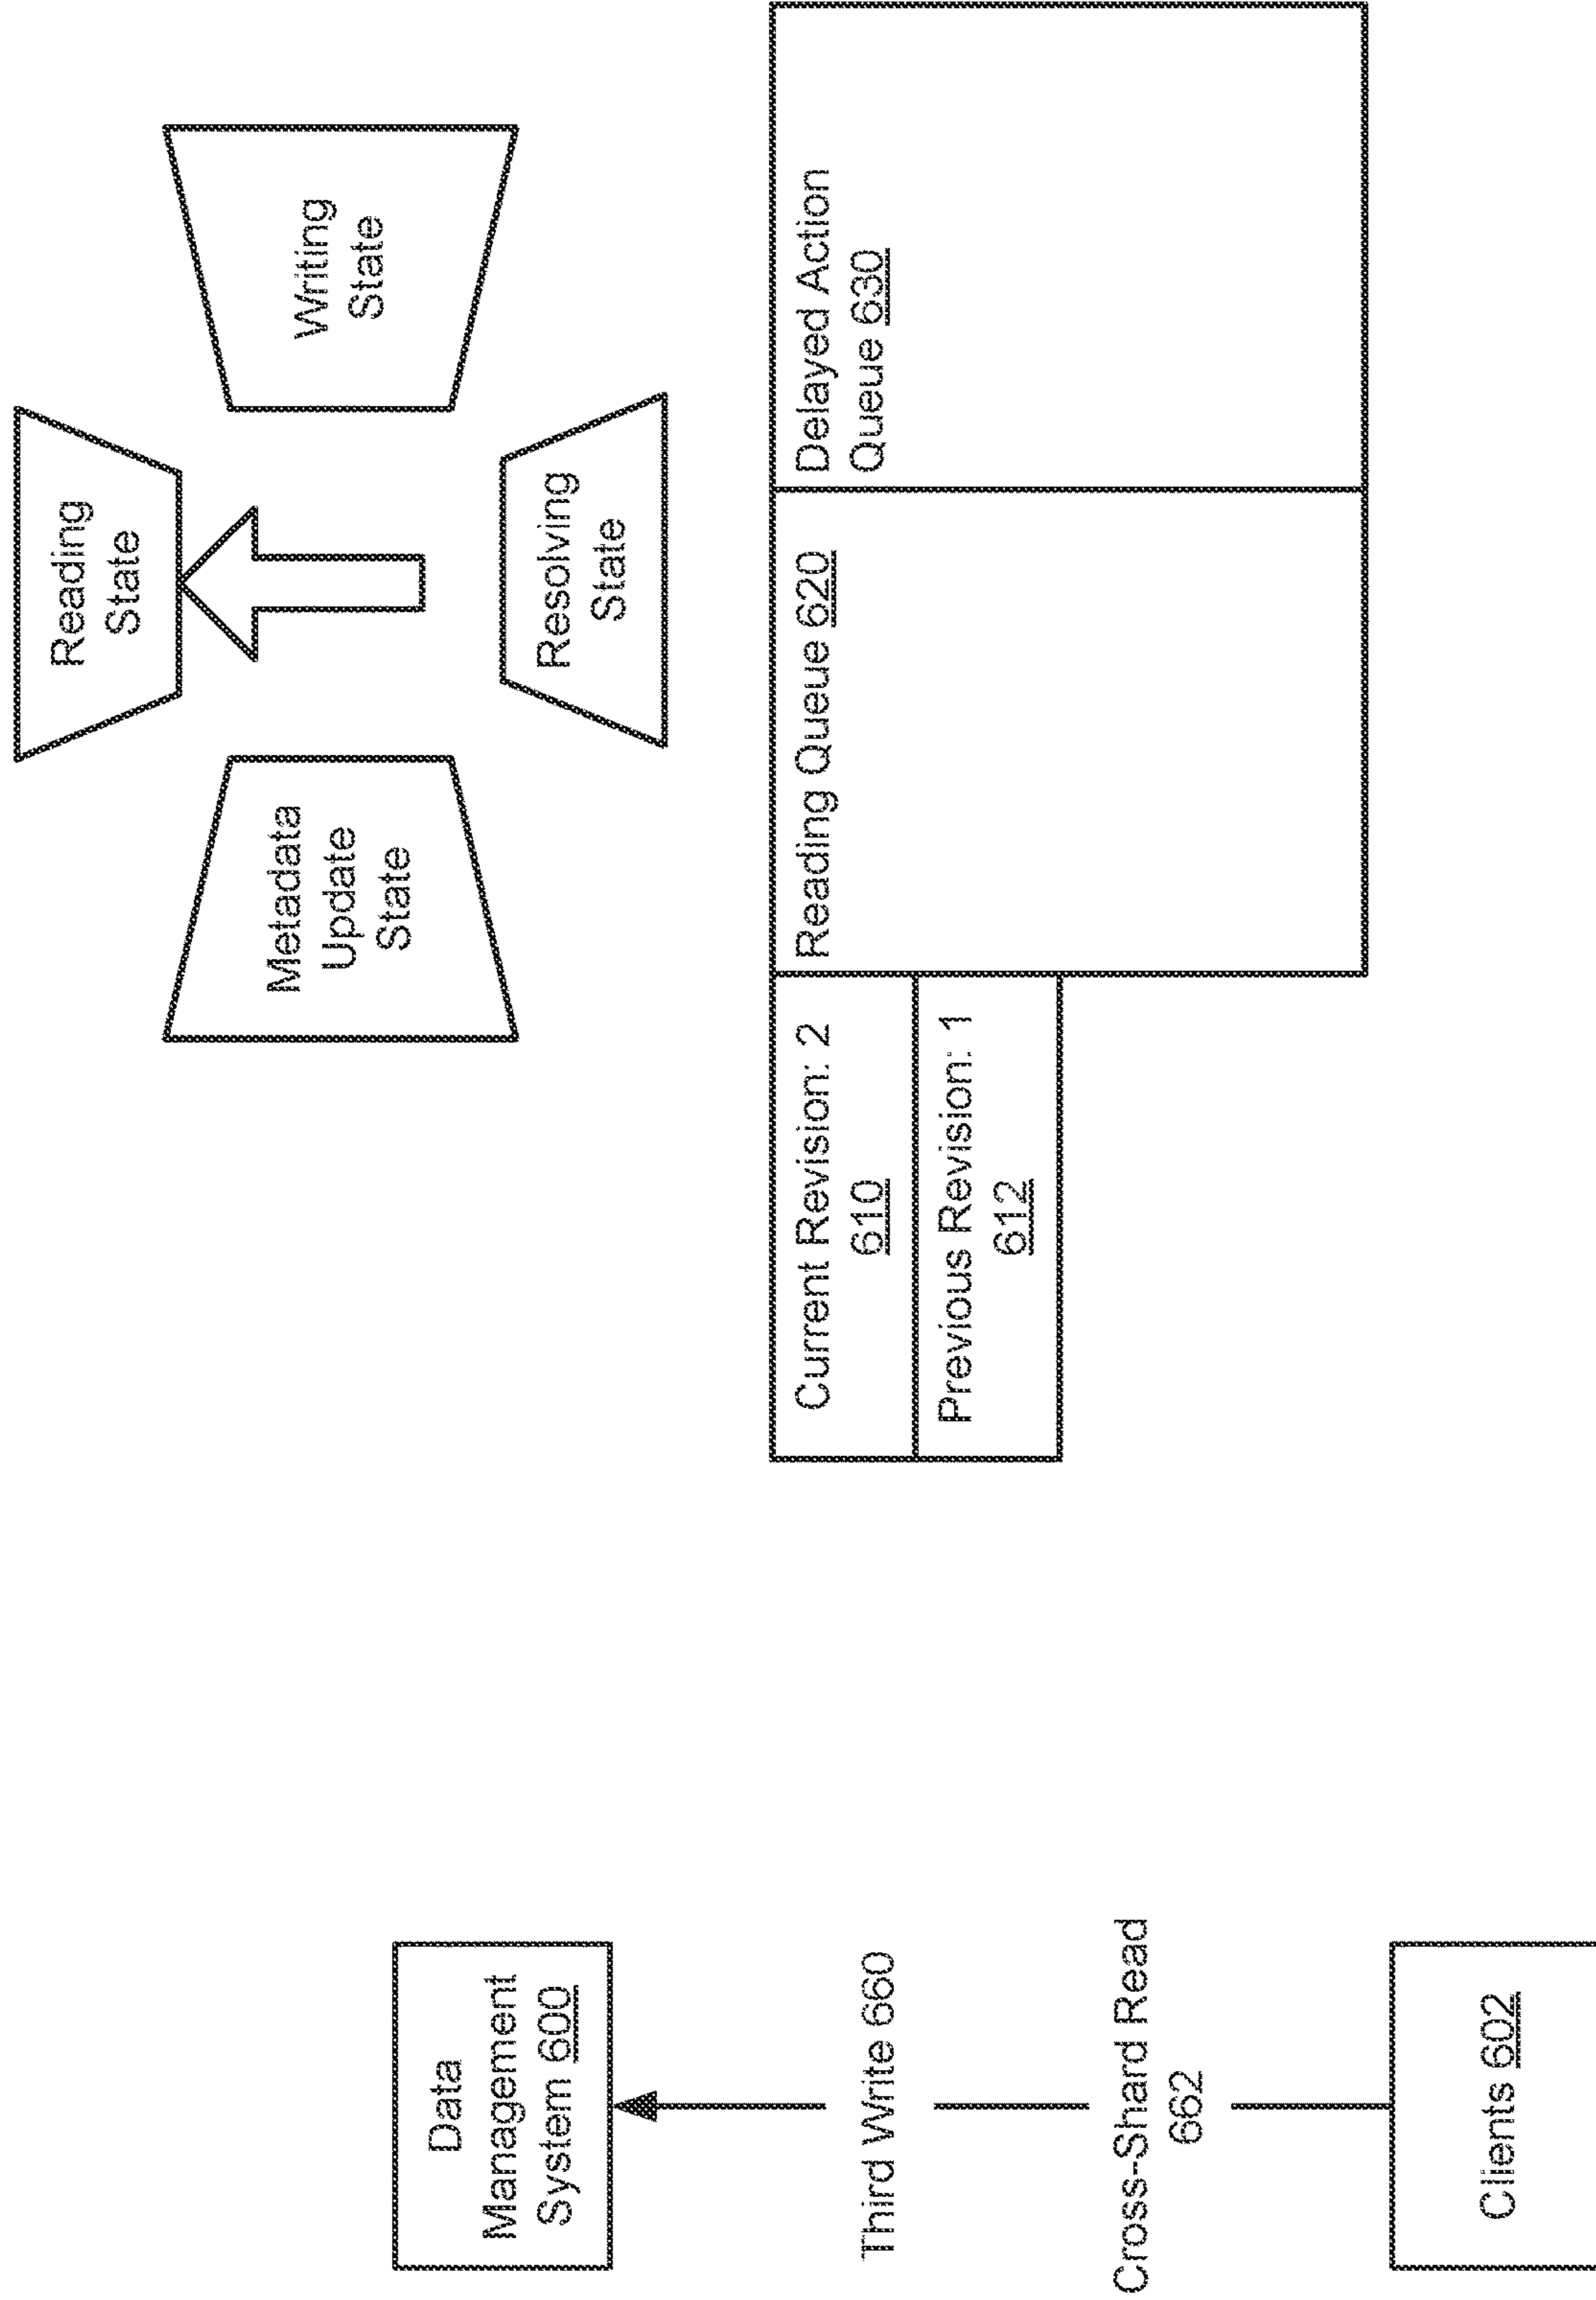 Data
Management
System 600
Third Write 660
Cross-Shard Read
662
Clients 602
Metadata
Update
State
Reading
State
Resolving
State
Writing
State
Current Revision: 2
610
Previous Revision: 1
612
Reading Queue 620
Delayed Action
Queue 630